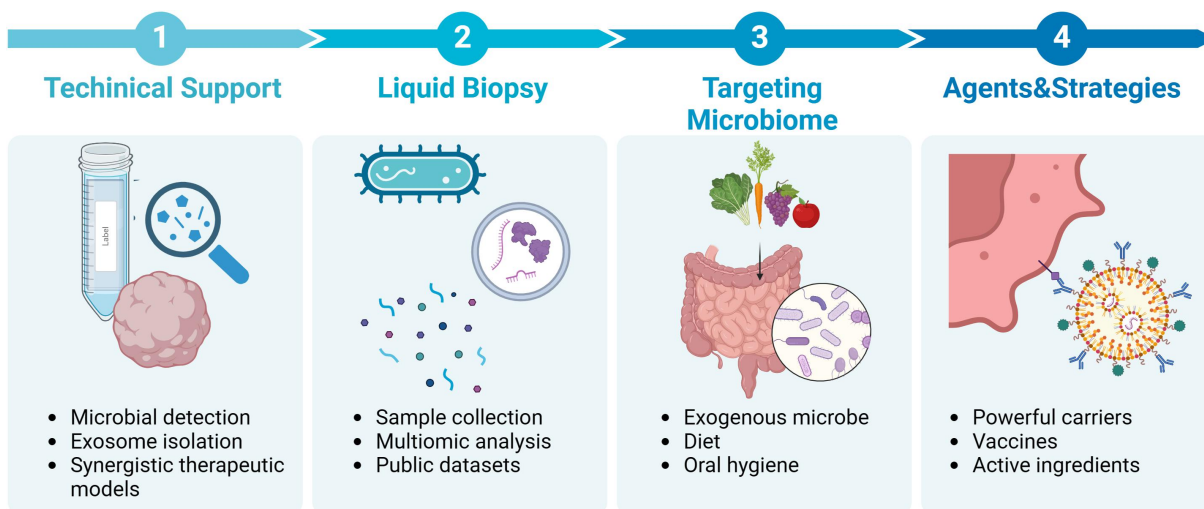 1
2
3
4
Techinical Support
Liquid Biopsy
Targeting
Microbiome
Agents&Strategies
Label
• Microbial detection
• Exosome isolation
• Synergistic therapeutic
models
• Sample collection
• Multiomic analysis
• Public datasets
• Exogenous microbe
• Diet
• Oral hygiene
• Powerful carriers
• Vaccines
• Active ingredients